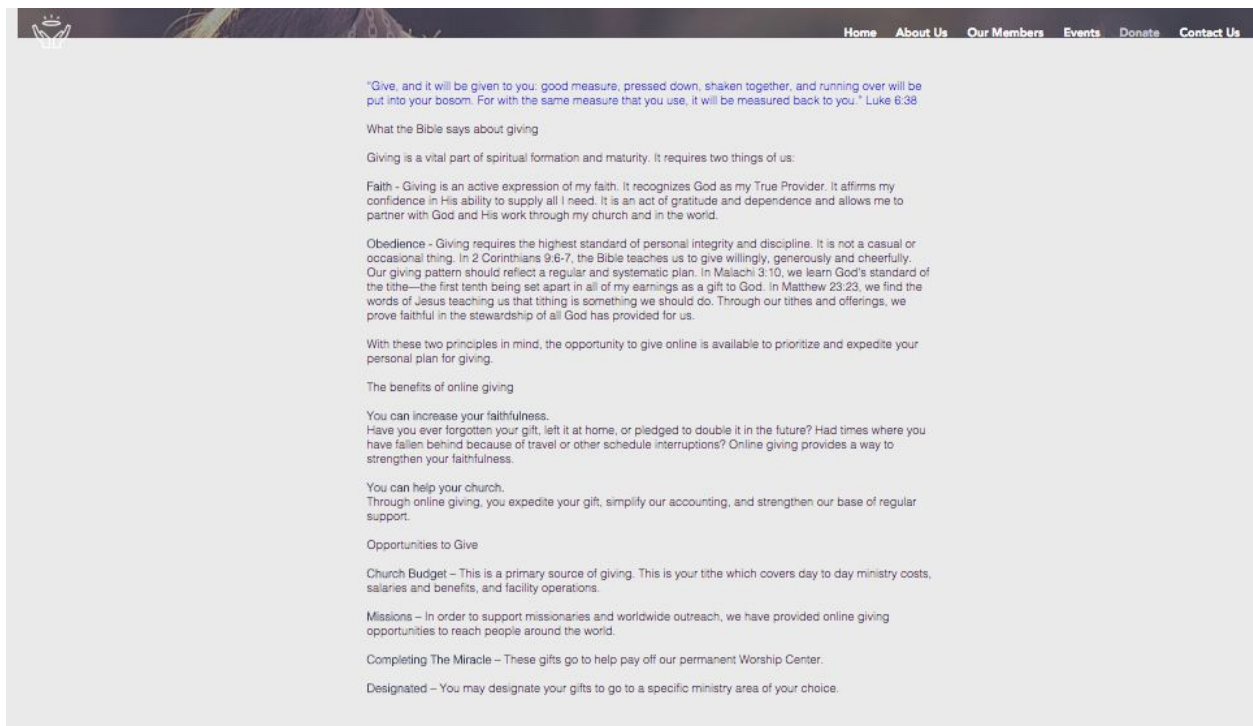 Home About Us Our Members Events Donate Contact Us
"Give, and it will be given to you: good measure, pressed down, shaken together, and running over will be
put into your bosom. For with the same measure that you use, it will be measured back to you." Luke 6:38
What the Bible says about giving
Giving is a vital part of spiritual formation and maturity. It requires two things of us:
Faith - Giving is an active expression of my faith. It recognizes God as my True Provider. It affirms my
confidence in His ability to supply all I need. It is an act of gratitude and dependence and allows me to
partner with God and His work through my church and in the world.
Obedience - Giving requires the highest standard of personal integrity and discipline. It is not a casual or
occasional thing. In 2 Corinthians 9:6-7, the Bible teaches us to give willingly, generously and cheerfully.
Our giving pattern should reflect a regular and systematic plan. In Malachi 3:10, we learn God's standard of
the tithe—the first tenth being set apart in all of my earnings as a gift to God. In Matthew 23:23, we find the
words of Jesus teaching us that tithing is something we should do. Through our tithes and offerings, we
prove faithful in the stewardship of all God has provided for us.
With these two principles in mind, the opportunity to give online is available to prioritize and expedite your
personal plan for giving.
The benefits of online giving
You can increase your faithfulness.
Have you ever forgotten your gift, left it at home, or pledged to double it in the future? Had times where you
have fallen behind because of travel or other schedule interruptions? Online giving provides a way to
strengthen your faithfulness.
You can help your church.
Through online giving, you expedite your gift, simplify our accounting, and strengthen our base of regular
support.
Opportunities to Give
Church Budget – This is a primary source of giving. This is your tithe which covers day to day ministry costs,
salaries and benefits, and facility operations.
Missions – In order to support missionaries and worldwide outreach, we have provided online giving
opportunities to reach people around the world.
Completing The Miracle – These gifts go to help pay off our permanent Worship Center.
Designated – You may designate your gifts to go to a specific ministry area of your choice.